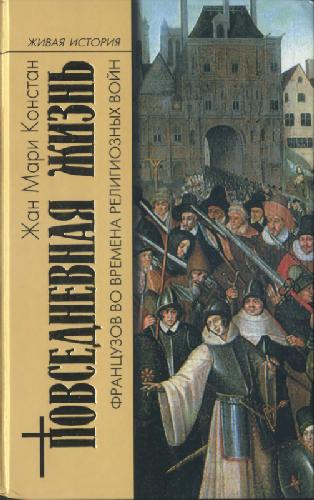 ЖИВАЯ ИСТОРИЯ
Жан Мари Констан
ПОВСЕДНЕВНАЯ ЖИЗНЬ
ФРАНЦУЗОВ ВО ВРЕМЕНА РЕЛИГИОЗНЫХ ВОЙН